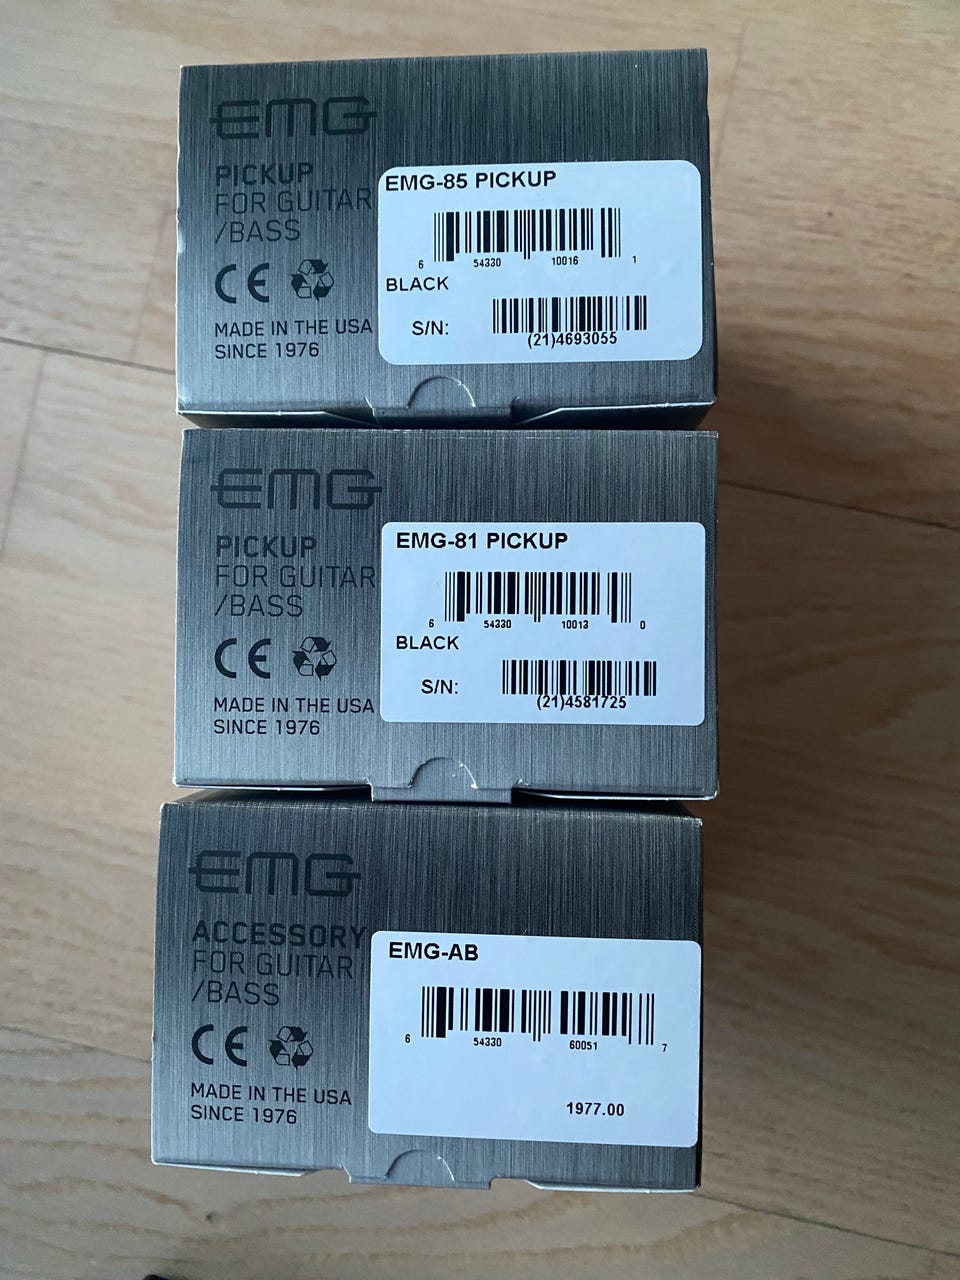 EMG
PICKUP
FOR GUITAR
/BASS
CE
MADE IN THE USA
SINCE 1976
EMG-85 PICKUP
6 54330 10016 1
BLACK
S/N:
(21)4693055
EMG
PICKUP
FOR GUITAR
/BASS
CE
MADE IN THE USA
SINCE 1976
EMG-81 PICKUP
6 54330 10013 0
BLACK
S/N:
(21)4581725
EMG
ACCESSORY
FOR GUITAR
/BASS
CE
MADE IN THE USA
SINCE 1976
EMG-AB
6 54330 60051 7
1977.00